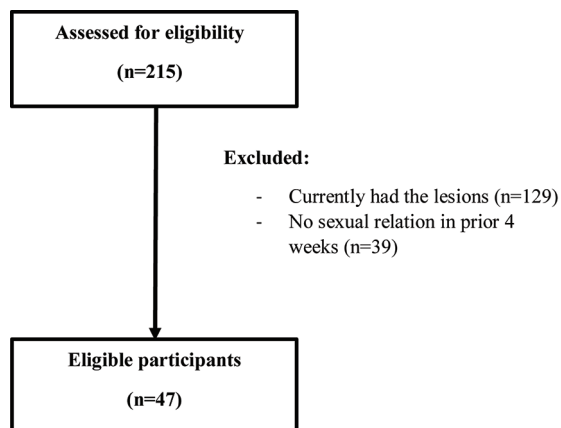 Assessed for eligibility
(n=215)
Excluded:
- Currently had the lesions (n=129)
- No sexual relation in prior 4
weeks (n=39)
Eligible participants
(n=47)